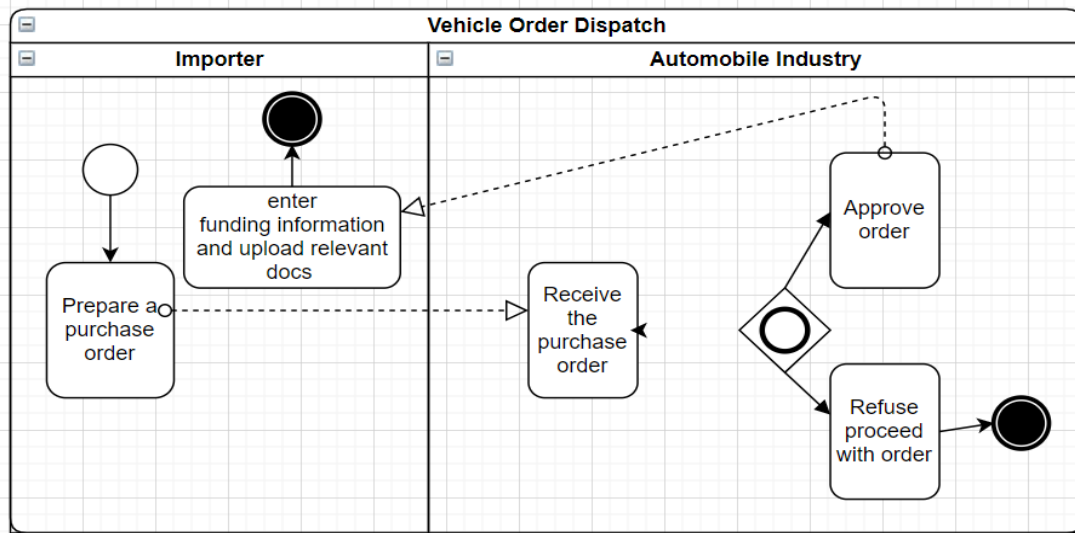 Vehicle Order Dispatch
Importer
Automobile Industry
enter
funding information
and upload relevant
docs
Prepare a
purchase
order
Receive
the
purchase
order
Approve
order
Refuse
proceed
with order